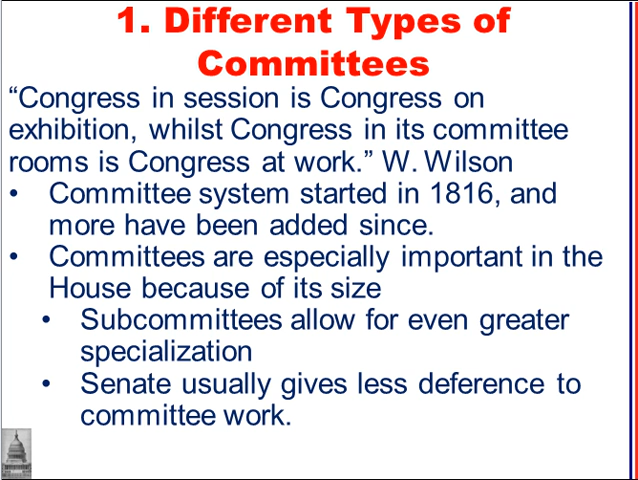 1. Different Types of
Committees
“Congress in session is Congress on
exhibition, whilst Congress in its committee
rooms is Congress at work.” W. Wilson
• Committee system started in 1816, and
more have been added since.
• Committees are especially important in the
House because of its size
• Subcommittees allow for even greater
specialization
• Senate usually gives less deference to
committee work.